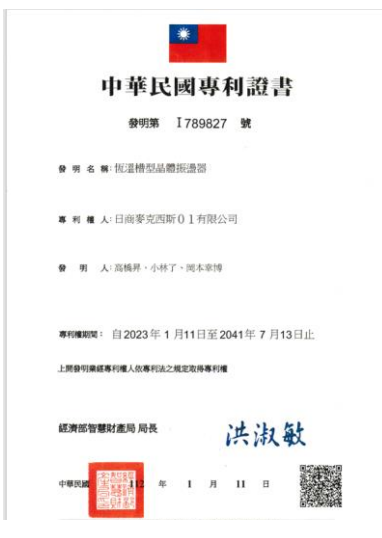 中華民國專利證書
發明第 I789827 號
發明名稱：恆溫槽型晶體振盪器
專利權人：日商麥克西斯01有限公司
發明人：高橋昇、小林了、岡本幸博
專利權期間： 自2023年1月11日至2041年7月13日止
上開發明業經專利權人依專利法之規定取得專利權
經濟部智慧財產局 局長 洪淑敏
中華民國 112 年 1 月 11 日